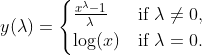 y(λ) = { (x^λ − 1)/λ if λ ≠ 0,
log(x) if λ = 0.